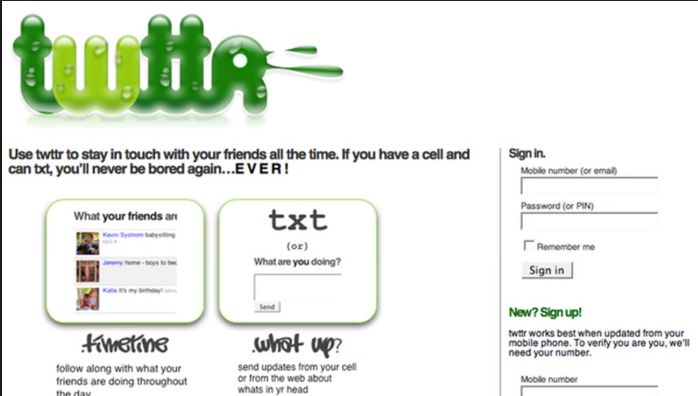 twttr
Use twttr to stay in touch with your friends all the time. If you have a cell and
can txt, you'll never be bored again...E V E R !
What your friends are
Kevin Systrom babysitting
Jeremy home - boys to bed
Katie It's my birthday!
txt
(or)
What are you doing?
Send
.timeline
follow along with what your
friends are doing throughout
the day
.what up?
send updates from your cell
or from the web about
whats in yr head
Sign in.
Mobile number (or email)
Password (or PIN)
Remember me
Sign in
New? Sign up!
twttr works best when updated from your
mobile phone. To verify you are you, we'll
need your number.
Mobile number